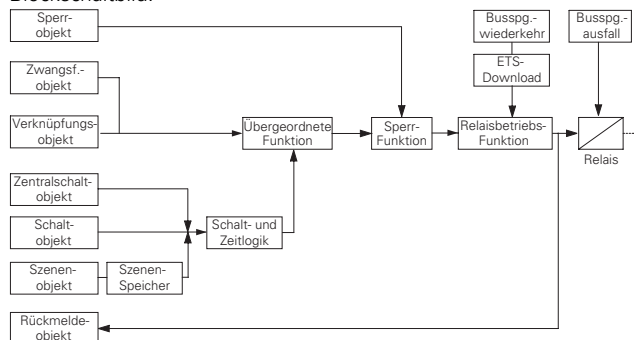 Sperr-
objekt
Busspg.-
wiederkehr
Busspg.-
ausfall
Zwangsf.-
objekt
ETS-
Download
Verknüpfungs-
objekt
Übergeordnete
Funktion
Sperr-
Funktion
Relaisbetriebs-
Funktion
Relais
Zentralschalt-
objekt
Schalt-
objekt
Schalt- und
Zeitlogik
Szenen-
objekt
Szenen-
Speicher
Rückmelde-
objekt